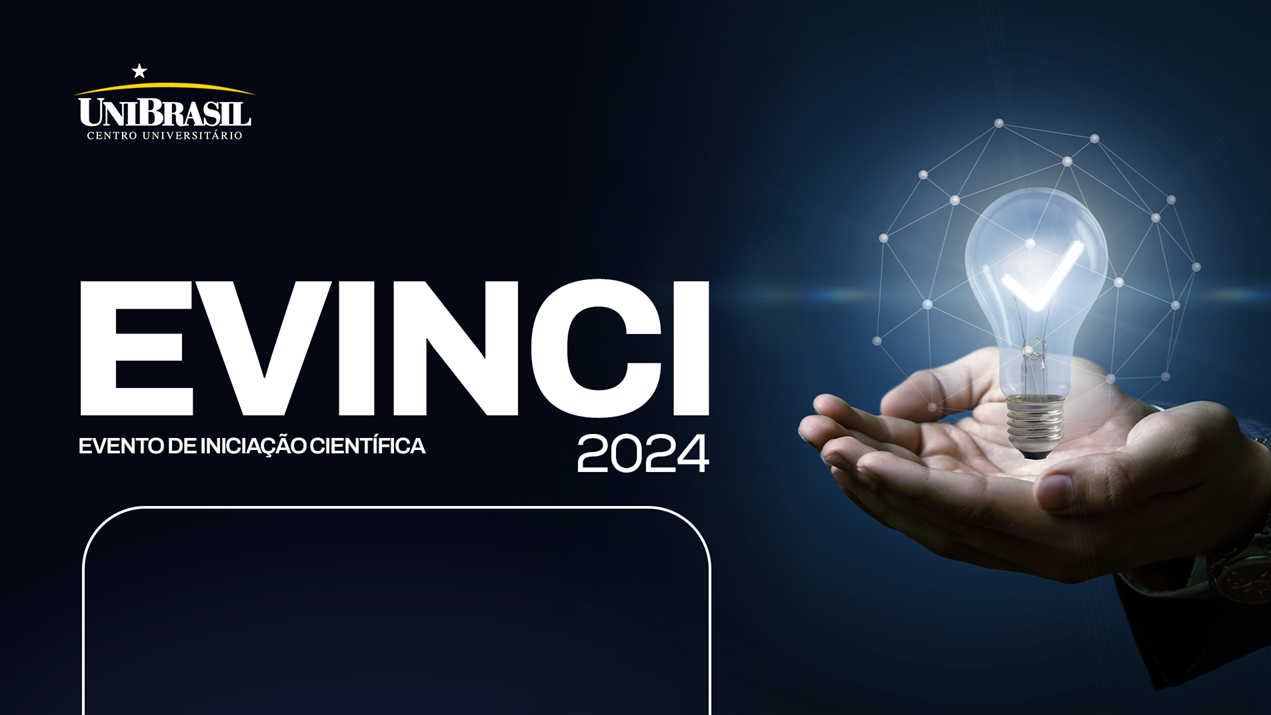 UNIBRASIL
CENTRO UNIVERSITÁRIO
EVINCI
EVENTO DE INICIAÇÃO CIENTÍFICA
2024